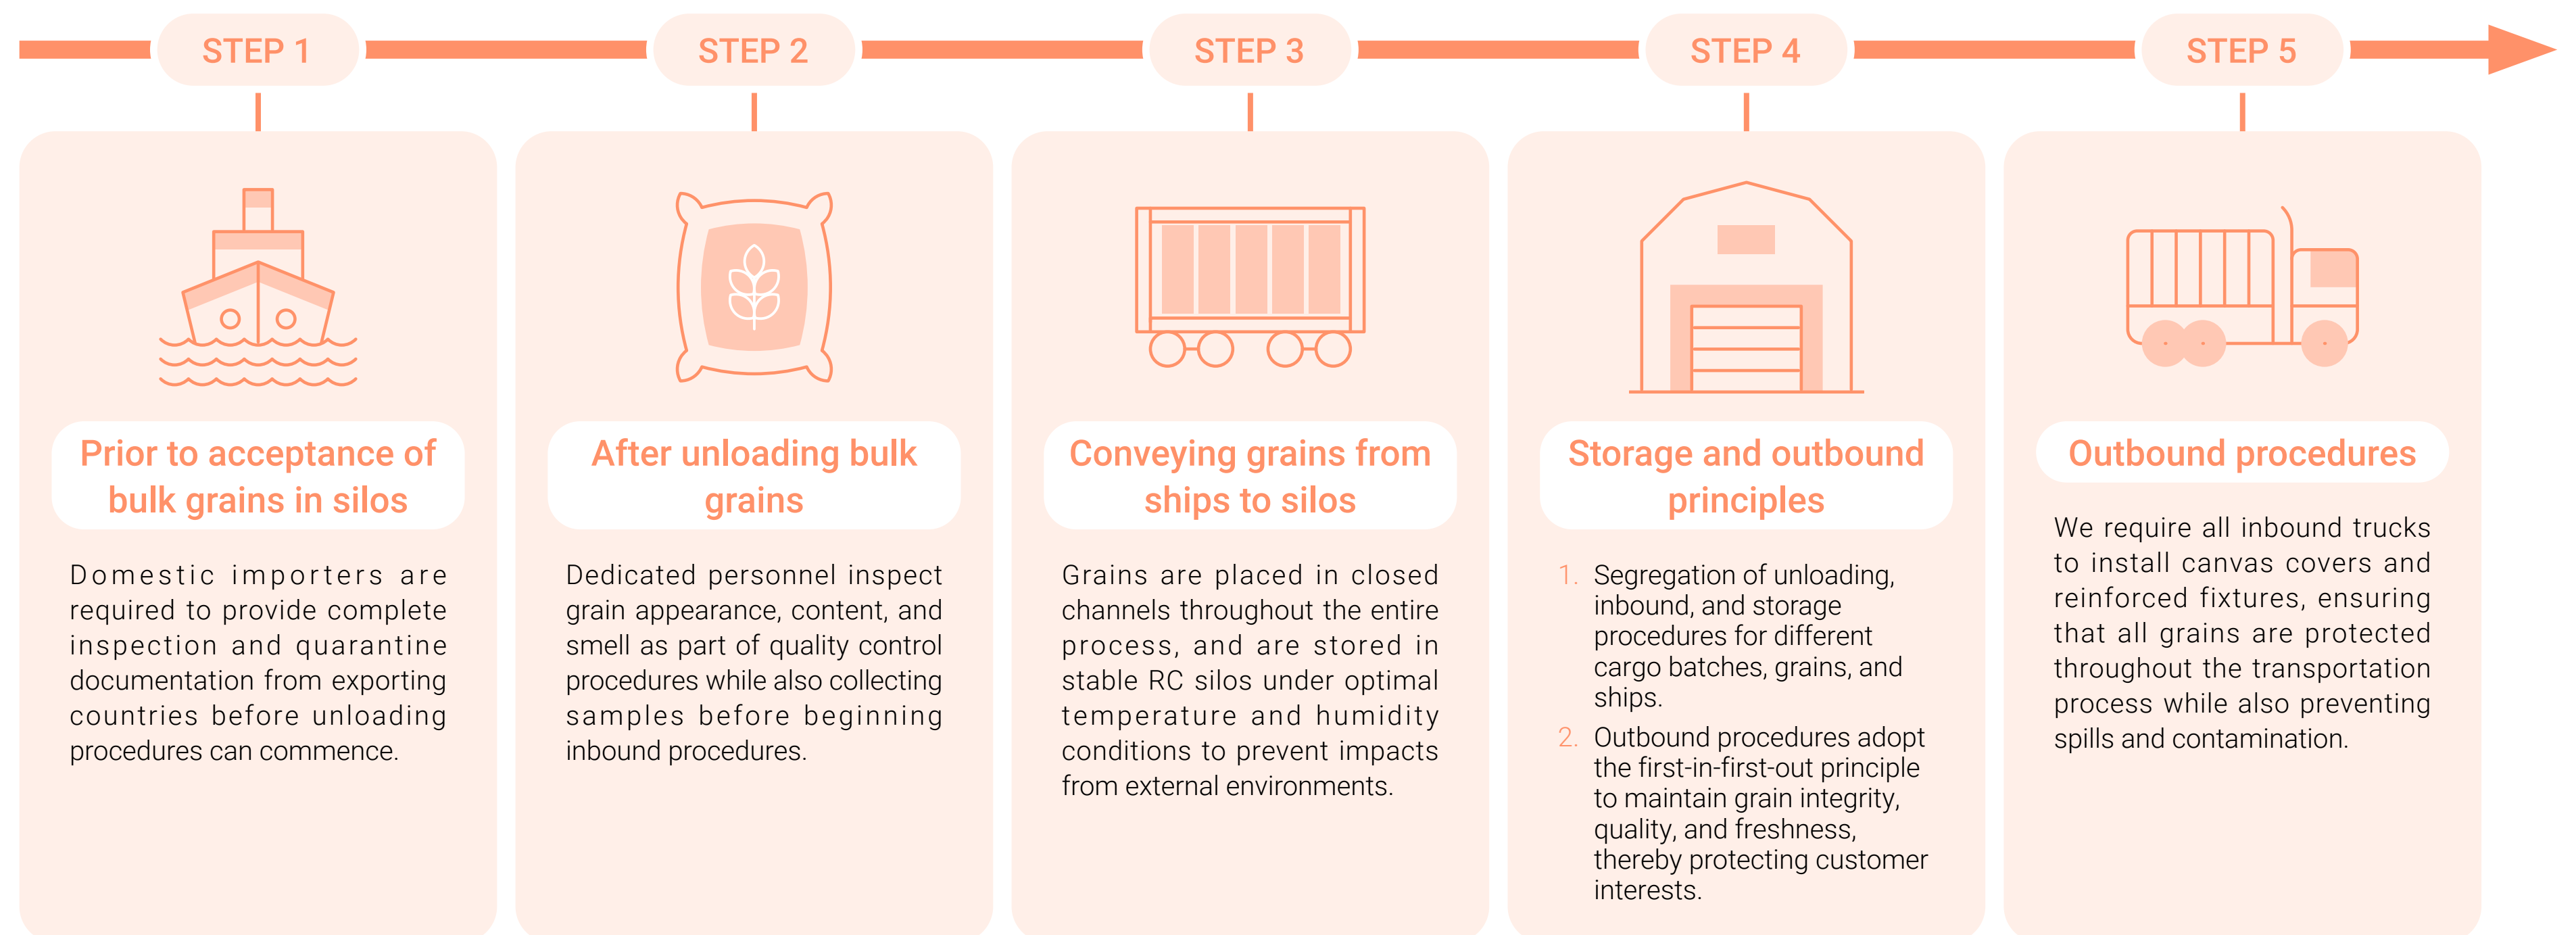 STEP 1
STEP 2
STEP 3
STEP 4
STEP 5
Prior to acceptance of
bulk grains in silos
Domestic importers are
required to provide complete
inspection and quarantine
documentation from exporting
countries before unloading
procedures can commence.
After unloading bulk
grains
Dedicated personnel inspect
grain appearance, content, and
smell as part of quality control
procedures while also collecting
samples before beginning
inbound procedures.
Conveying grains from
ships to silos
Grains are placed in closed
channels throughout the entire
process, and are stored in
stable RC silos under optimal
temperature and humidity
conditions to prevent impacts
from external environments.
Storage and outbound
principles
1. Segregation of unloading,
inbound, and storage
procedures for different
cargo batches, grains, and
ships.
2. Outbound procedures adopt
the first-in-first-out principle
to maintain grain integrity,
quality, and freshness,
thereby protecting customer
interests.
Outbound procedures
We require all inbound trucks
to install canvas covers and
reinforced fixtures, ensuring
that all grains are protected
throughout the transportation
process while also preventing
spills and contamination.